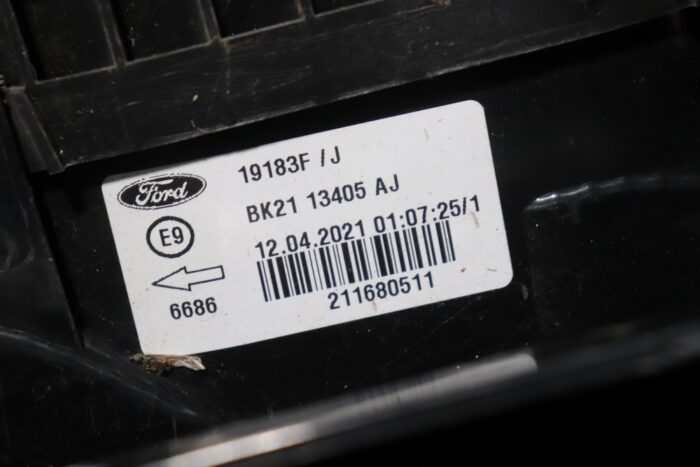 19183F /J
Ford
BK21 13405 AJ
E9
12.04.2021 01:07:25/1
6686
211680511